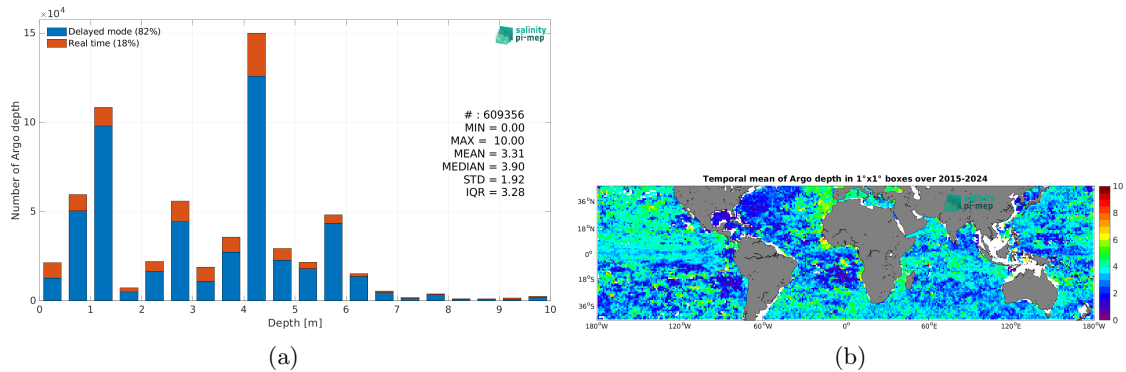 ×10⁴
15
10
5
0
Number of Argo depth
Delayed mode (82%)
Real time (18%)
salinity
pi-mep
# : 609356
MIN = 0.00
MAX = 10.00
MEAN = 3.31
MEDIAN = 3.90
STD = 1.92
IQR = 3.28
0 1 2 3 4 5 6 7 8 9 10
Depth [m]
(a)
Temporal mean of Argo depth in 1°x1° boxes over 2015-2024
salinity
pi-mep
36°N
18°N
0°
18°S
36°S
180°W 120°W 60°W 0° 60°E 120°E 180°W
10
8
6
4
2
0
(b)